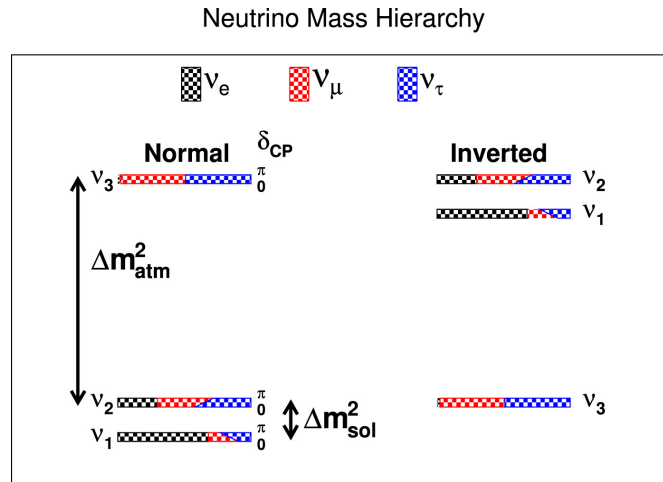 Neutrino Mass Hierarchy
νe νμ ντ
Normal δCP Inverted
ν3 π 0 ν2
ν1
Δm²atm
ν2 π 0 ν3
Δm²sol
ν1 π 0